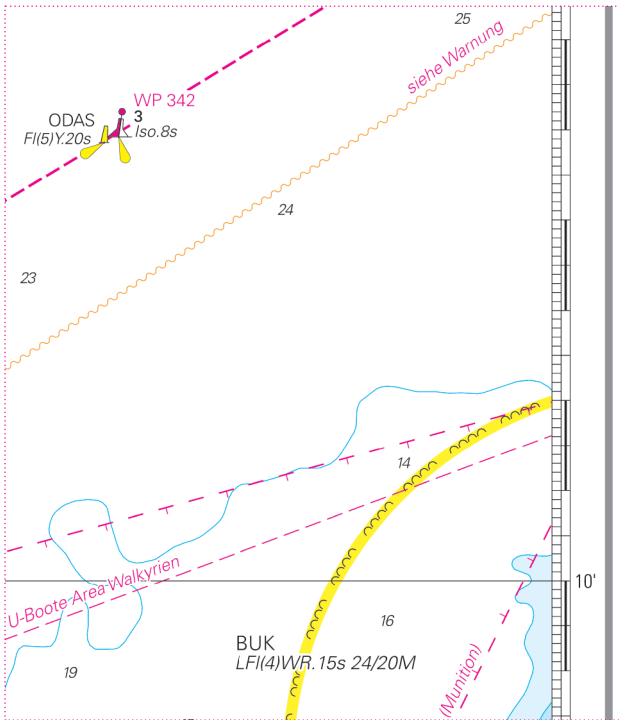 25
siehe Warnung
WP 342
ODAS
3
Fl(5)Y.20s
Iso.8s
24
23
14
10'
U-Boote Area Walkyrien
16
BUK
LFl(4)WR.15s 24/20M
(Munition)
19